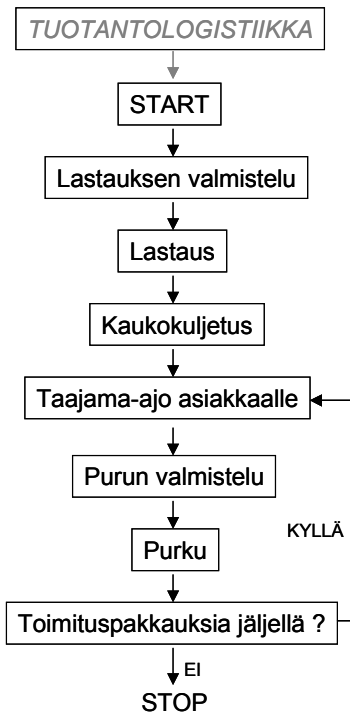 TUOTANTOLOGISTIIKKA
START
Lastauksen valmistelu
Lastaus
Kaukokuljetus
Taajama-ajo asiakkaalle
Purun valmistelu
KYLLÄ
Purku
Toimituspakkauksia jäljellä ?
EI
STOP